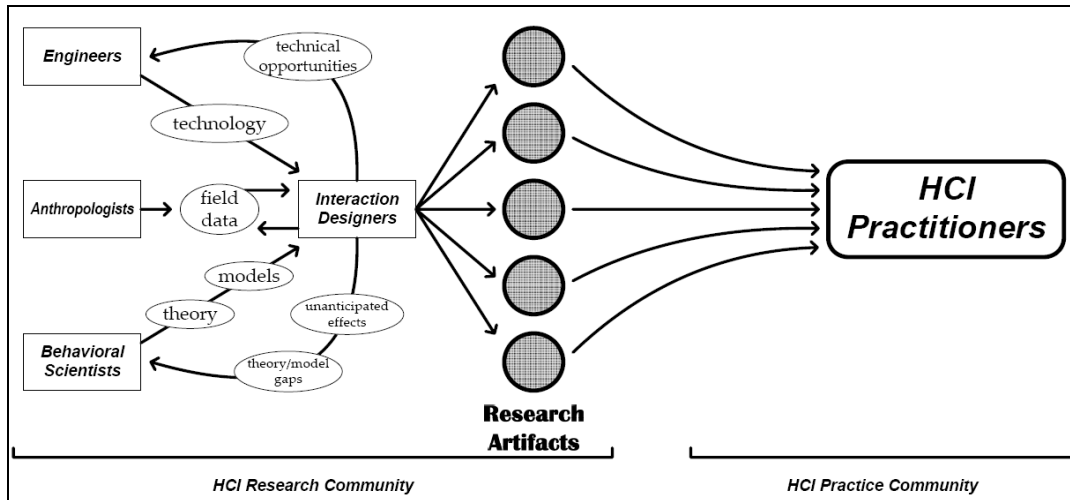 Engineers
technical
opportunities
technology
Anthropologists
field
data
Interaction
Designers
HCI
Practitioners
models
theory
unanticipated
effects
Behavioral
Scientists
theory/model
gaps
Research
Artifacts
HCI Research Community
HCI Practice Community